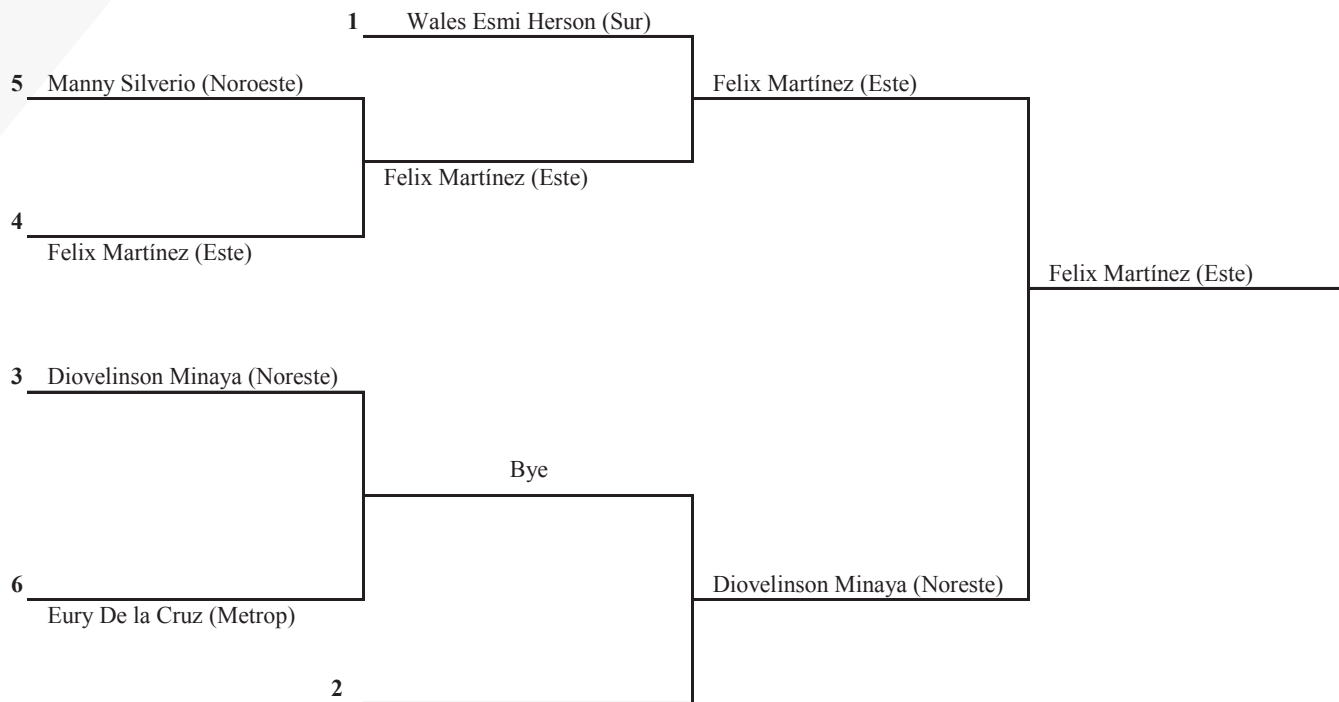 1 Wales Esmi Herson (Sur)
5 Manny Silverio (Noroeste)
Felix Martínez (Este)
Felix Martínez (Este)
4
Felix Martínez (Este)
Felix Martínez (Este)
3 Diovelinson Minaya (Noreste)
Bye
6
Diovelinson Minaya (Noreste)
Eury De la Cruz (Metrop)
2